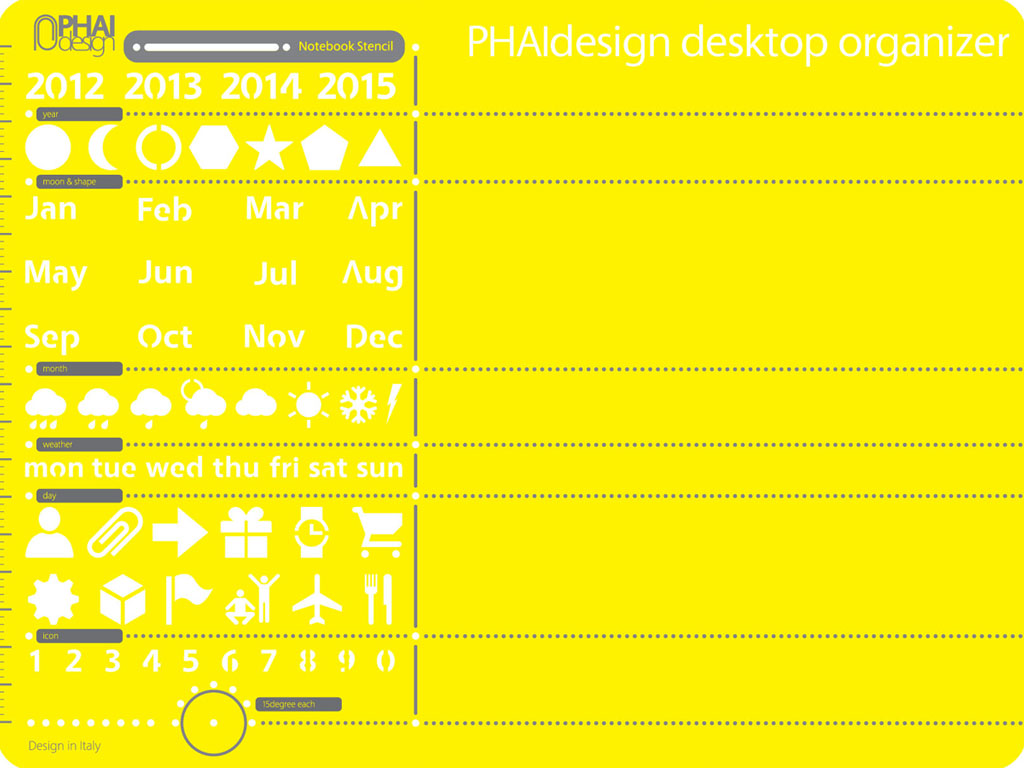 PHAI
design
Notebook Stencil
PHAIdesign desktop organizer
2012 2013 2014 2015
year
moon & shape
Jan Feb Mar Apr
May Jun Jul Aug
Sep Oct Nov Dec
month
weather
mon tue wed thu fri sat sun
day
icon
1 2 3 4 5 6 7 8 9 0
15degree each
Design in Italy